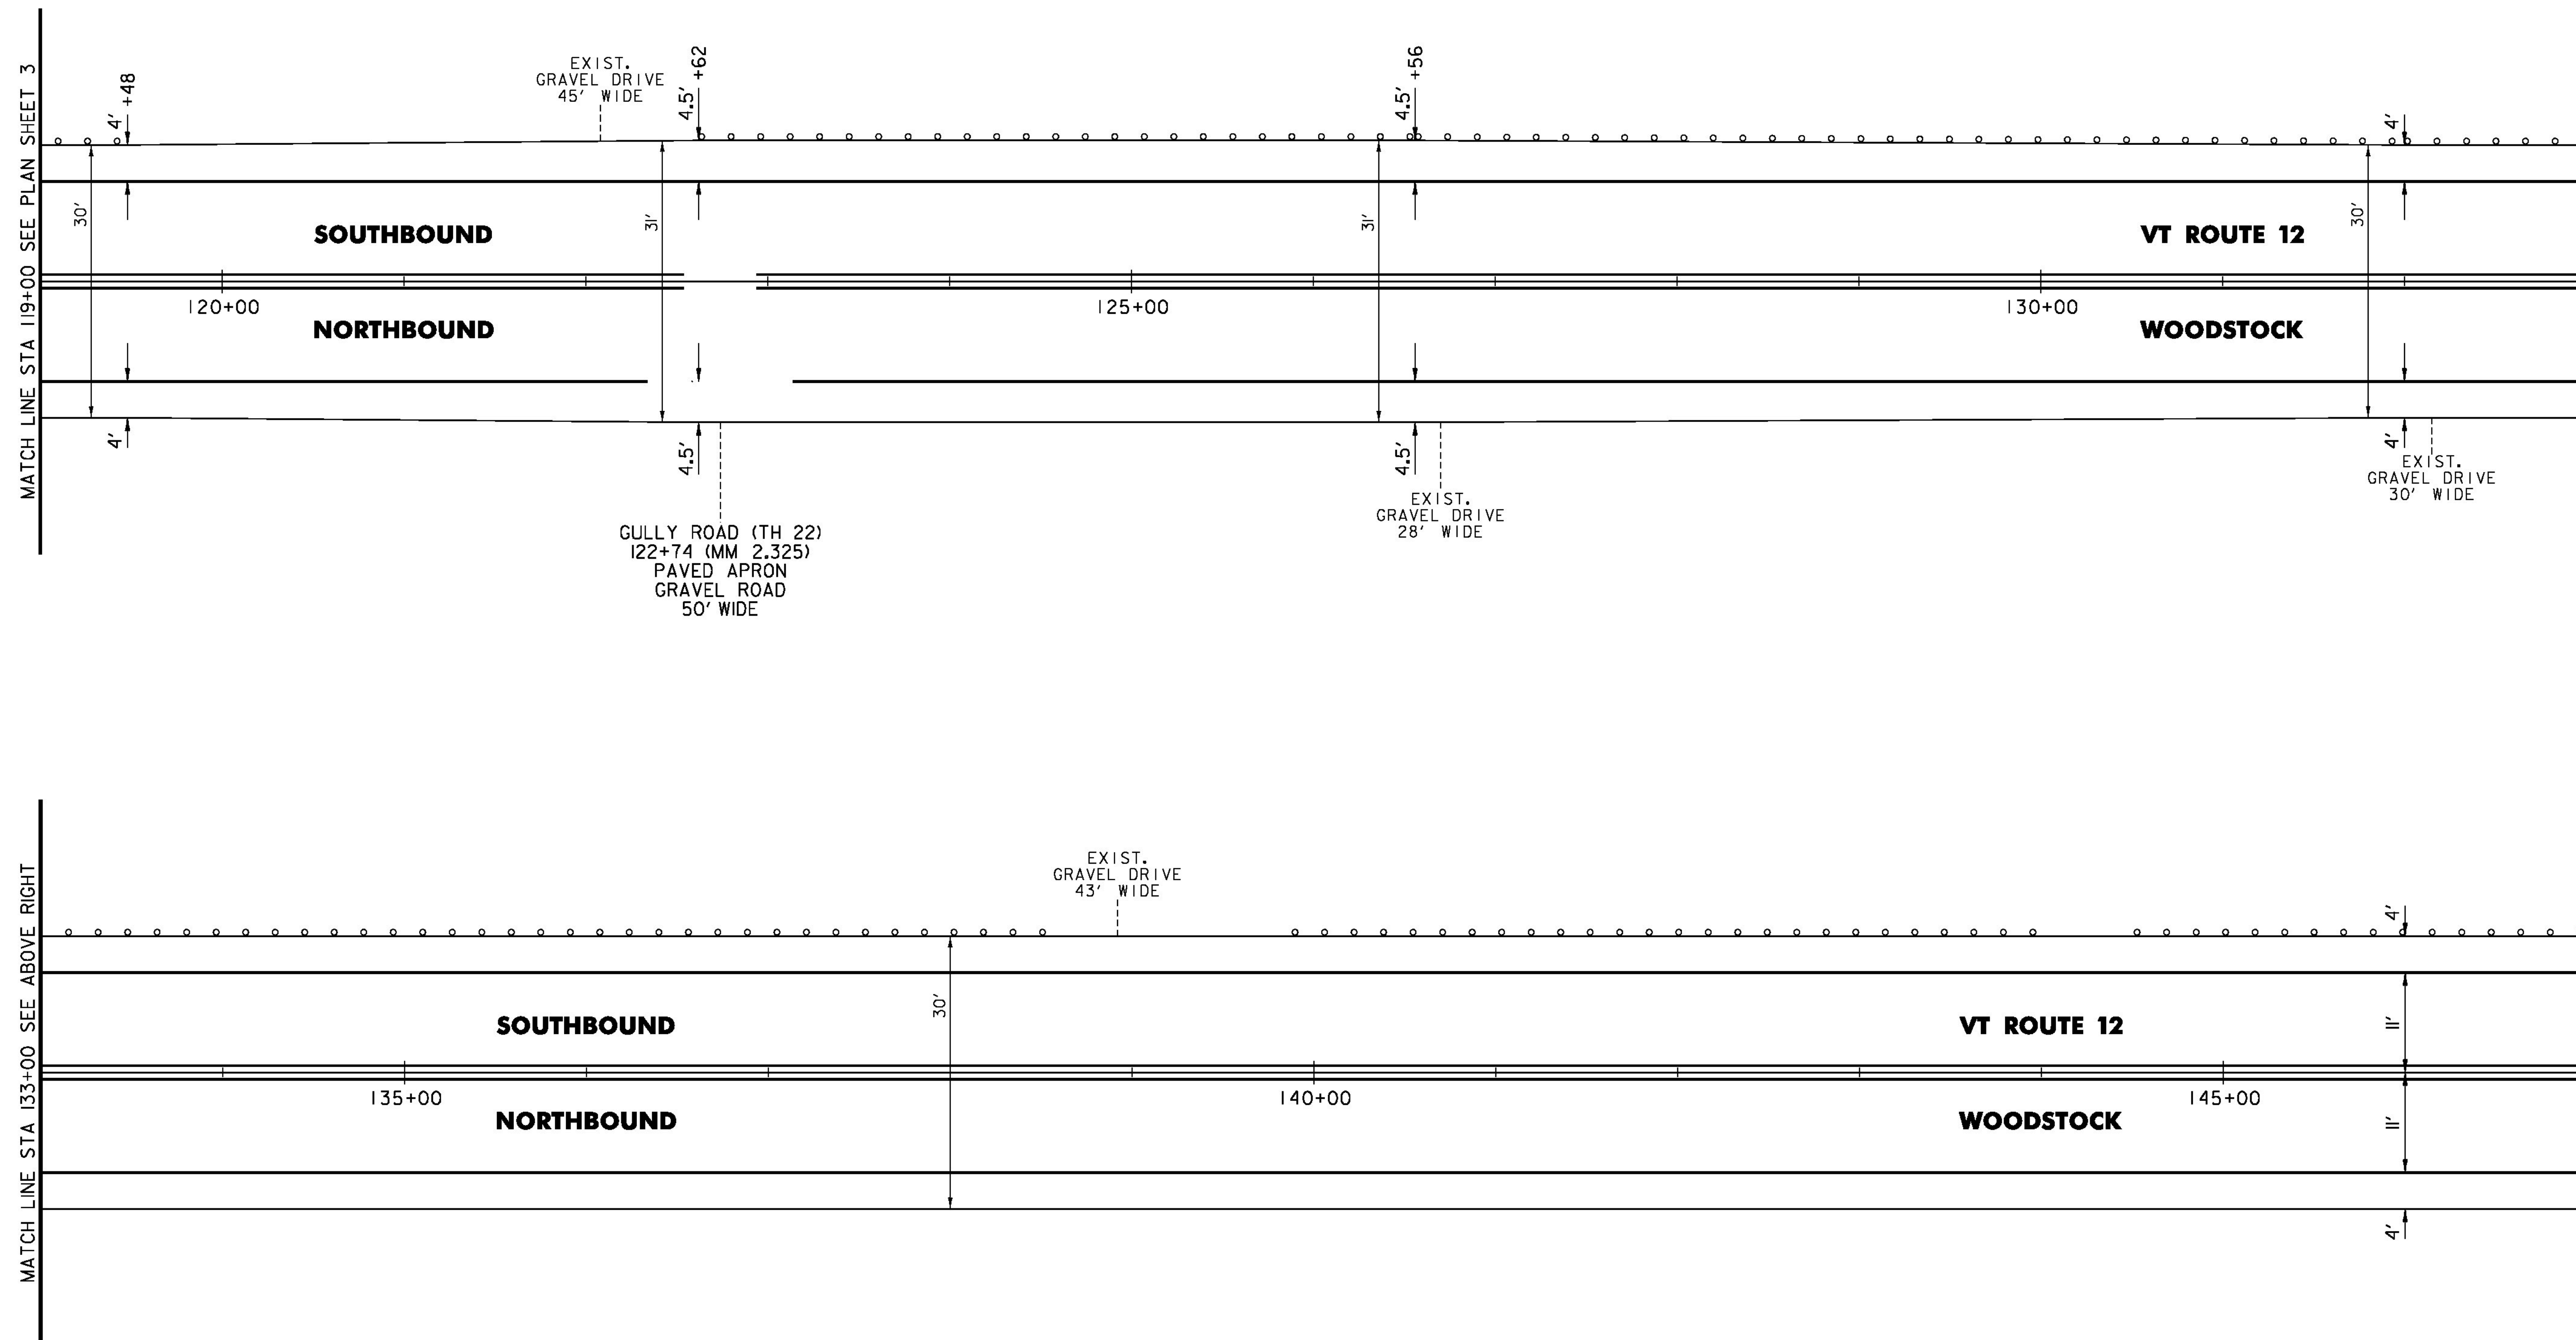 MATCH LINE STA 119+00 SEE PLAN SHEET 3
4' +48
EXIST.
GRAVEL DRIVE
45' WIDE
4.5' +62
4.5' +56
4'
30'
31'
31'
30'
SOUTHBOUND
VT ROUTE 12
120+00
125+00
130+00
NORTHBOUND
WOODSTOCK
4'
4.5'
4.5'
4'
GULLY ROAD (TH 22)
122+74 (MM 2.325)
PAVED APRON
GRAVEL ROAD
50' WIDE
EXIST.
GRAVEL DRIVE
28' WIDE
EXIST.
GRAVEL DRIVE
30' WIDE
MATCH LINE STA 133+00 SEE ABOVE RIGHT
EXIST.
GRAVEL DRIVE
43' WIDE
4'
30'
SOUTHBOUND
VT ROUTE 12
11'
135+00
140+00
145+00
NORTHBOUND
WOODSTOCK
11'
4'